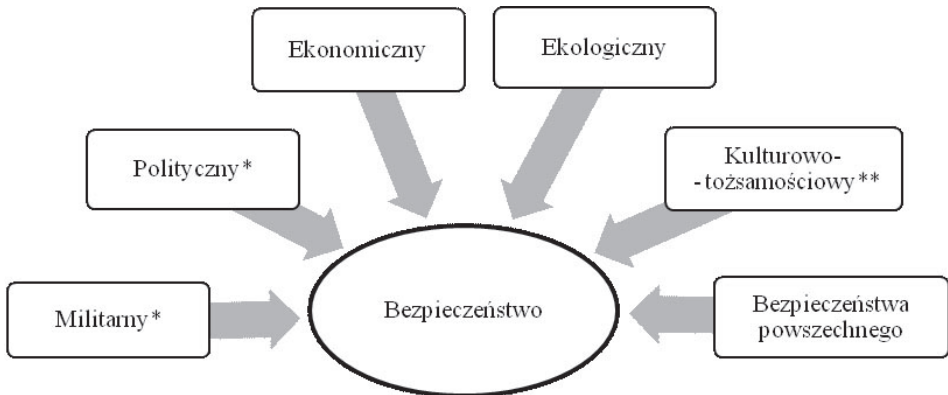 Ekonomiczny
Ekologiczny
Polityczny*
Kulturowo-
-tożsamościowy**
Militarny*
Bezpieczeństwo
Bezpieczeństwa
powszechnego